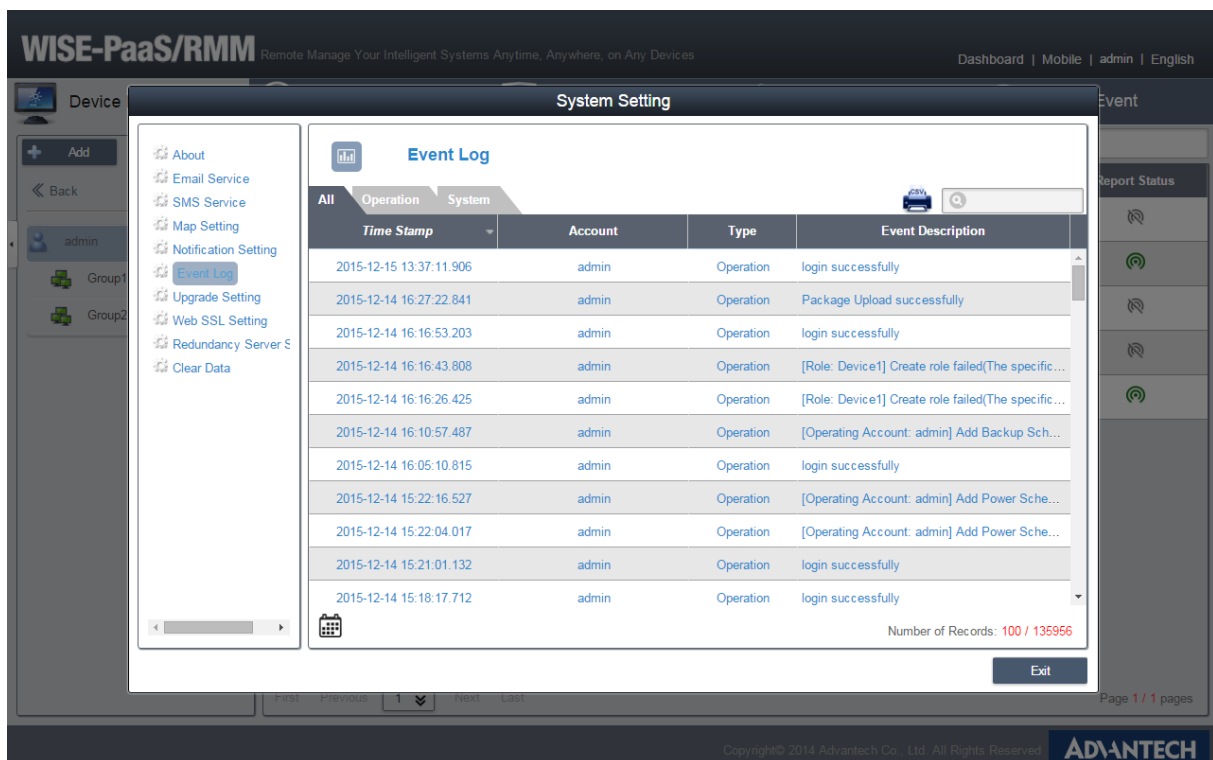 WISE-PaaS/RMM Remote Manage Your Intelligent Systems Anytime, Anywhere, on Any Devices
Dashboard | Mobile | admin | English
Device
Event
System Setting
Add
Back
admin
Group1
Group2
About
Email Service
SMS Service
Map Setting
Notification Setting
Event Log
Upgrade Setting
Web SSL Setting
Redundancy Server S
Clear Data
Event Log
All Operation System
CSV
Time Stamp Account Type Event Description
2015-12-15 13:37:11.906 admin Operation login successfully
2015-12-14 16:27:22.841 admin Operation Package Upload successfully
2015-12-14 16:16:53.203 admin Operation login successfully
2015-12-14 16:16:43.808 admin Operation [Role: Device1] Create role failed(The specific...
2015-12-14 16:16:26.425 admin Operation [Role: Device1] Create role failed(The specific...
2015-12-14 16:10:57.487 admin Operation [Operating Account: admin] Add Backup Sch...
2015-12-14 16:05:10.815 admin Operation login successfully
2015-12-14 15:22:16.527 admin Operation [Operating Account: admin] Add Power Sche...
2015-12-14 15:22:04.017 admin Operation [Operating Account: admin] Add Power Sche...
2015-12-14 15:21:01.132 admin Operation login successfully
2015-12-14 15:18:17.712 admin Operation login successfully
Number of Records: 100 / 135956
Exit
Report Status
First Previous 1 Next Last
Page 1 / 1 pages
Copyright© 2014 Advantech Co., Ltd. All Rights Reserved
ADVANTECH